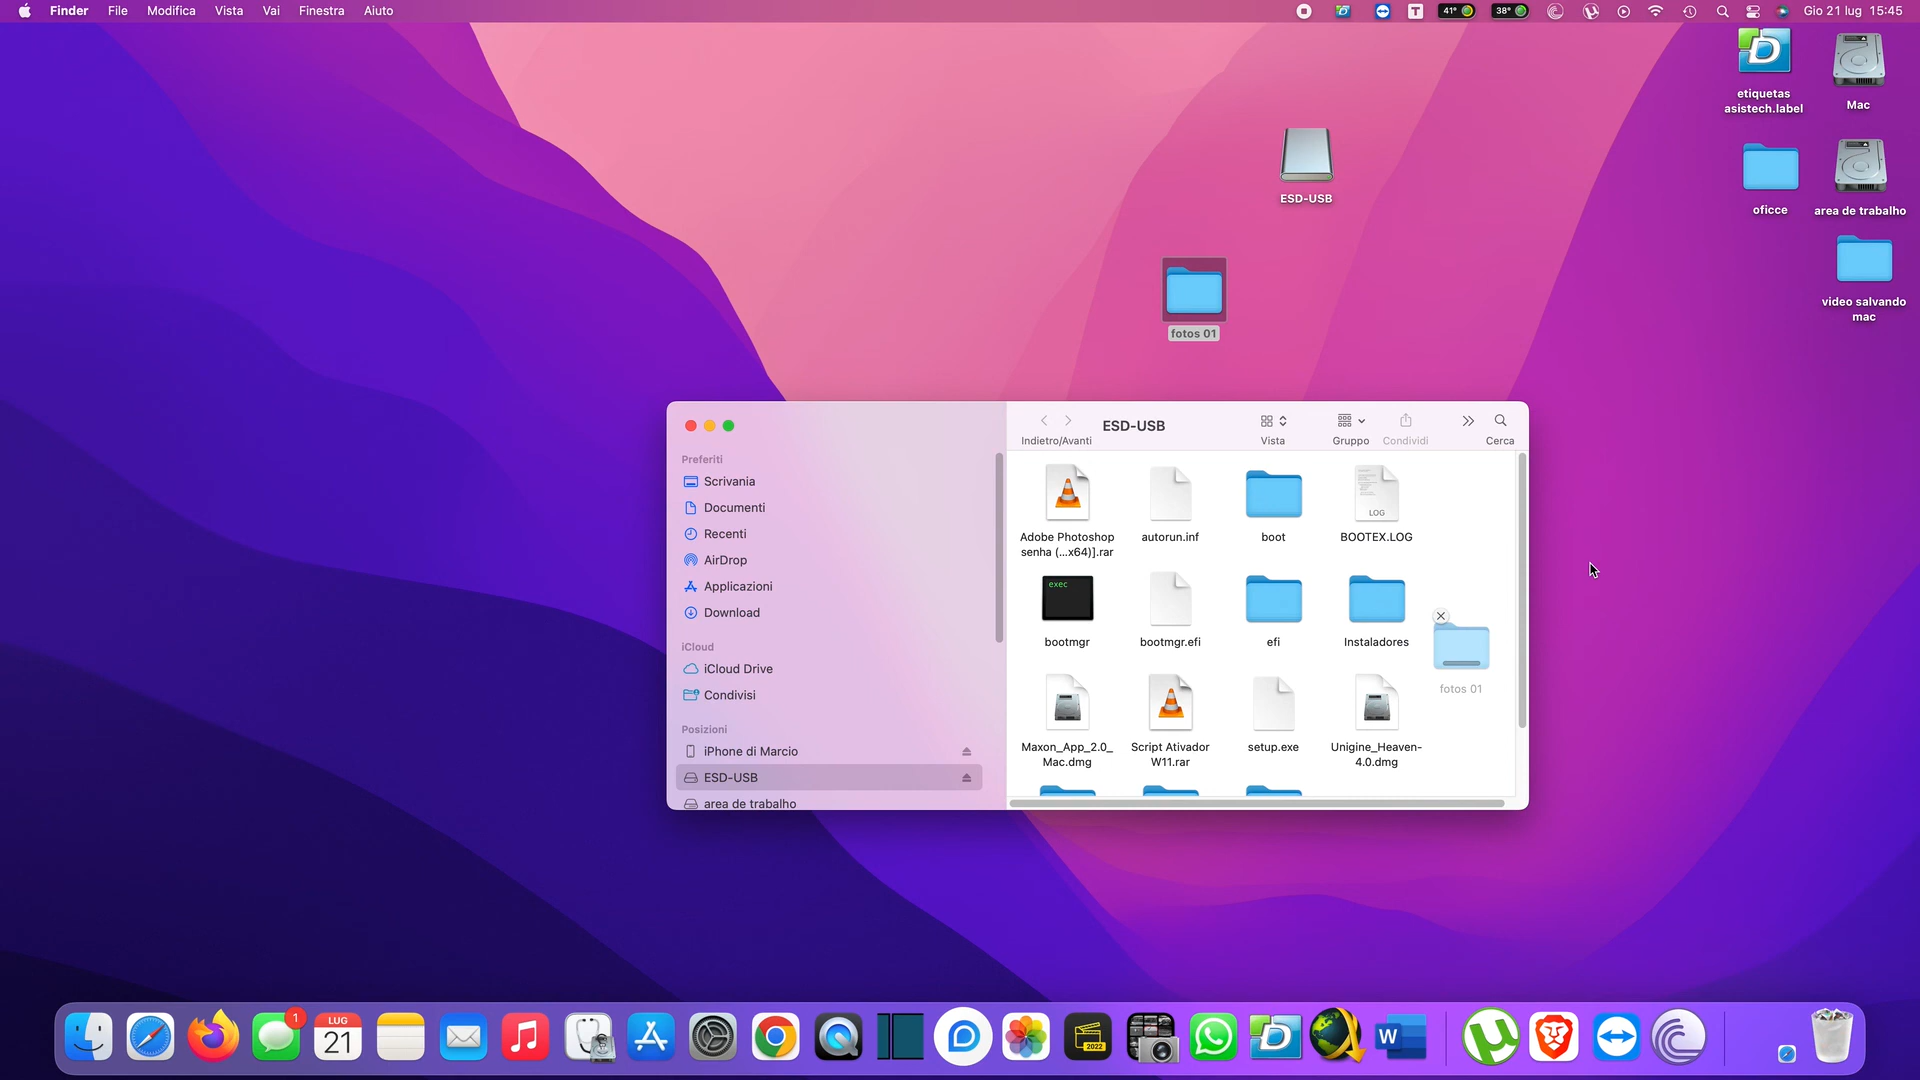 Finder File Modifica Vista Vai Finestra Aiuto
T 41° 38° Gio 21 lug 15:45
etiquetas
asistech.label
Mac
oficce
area de trabalho
video salvando
mac
ESD-USB
fotos 01
Indietro/Avanti
ESD-USB
Vista
Gruppo
Condividi
Cerca
Preferiti
Scrivania
Documenti
Recenti
AirDrop
Applicazioni
Download
iCloud
iCloud Drive
Condivisi
Posizioni
iPhone di Marcio
ESD-USB
area de trabalho
Adobe Photoshop
senha (...x64)].rar
autorun.inf
boot
LOG
BOOTEX.LOG
exec
bootmgr
bootmgr.efi
efi
Instaladores
fotos 01
Maxon_App_2.0_
Mac.dmg
Script Ativador
W11.rar
setup.exe
Unigine_Heaven-
4.0.dmg
1
LUG
21
2022
W